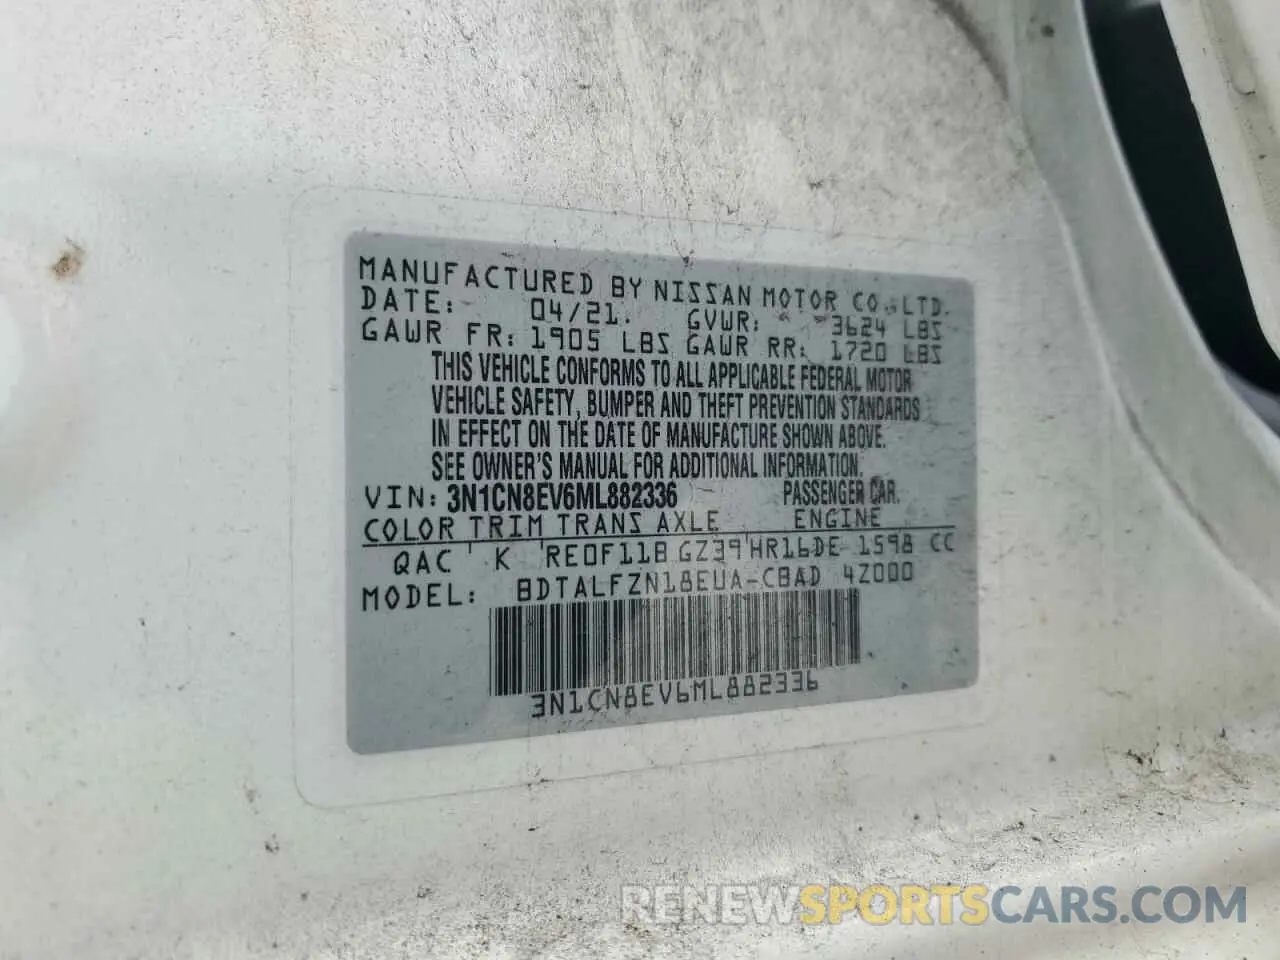 MANUFACTURED BY NISSAN MOTOR CO.,LTD.
DATE: 04/21. GVWR: 3624 LBS
GAWR FR: 1905 LBS GAWR RR: 1720 LBS
THIS VEHICLE CONFORMS TO ALL APPLICABLE FEDERAL MOTOR
VEHICLE SAFETY, BUMPER AND THEFT PREVENTION STANDARDS
IN EFFECT ON THE DATE OF MANUFACTURE SHOWN ABOVE.
SEE OWNER'S MANUAL FOR ADDITIONAL INFORMATION.
VIN: 3N1CN8EV6ML882336 PASSENGER CAR.
COLOR TRIM TRANS AXLE ENGINE
QAC K RE0F11B GZ39 HR16DE 1598 CC
MODEL: BDTALFZN18EUA-CBAD 4Z000
3N1CN8EV6ML882336
RENEWSPORTSCARS.COM